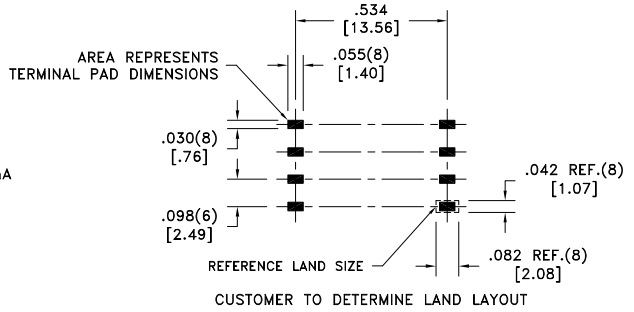 .534
[13.56]
AREA REPRESENTS
TERMINAL PAD DIMENSIONS
.055(8)
[1.40]
.030(8)
[.76]
A
.042 REF.(8)
[1.07]
.098(6)
[2.49]
REFERENCE LAND SIZE
.082 REF.(8)
[2.08]
CUSTOMER TO DETERMINE LAND LAYOUT